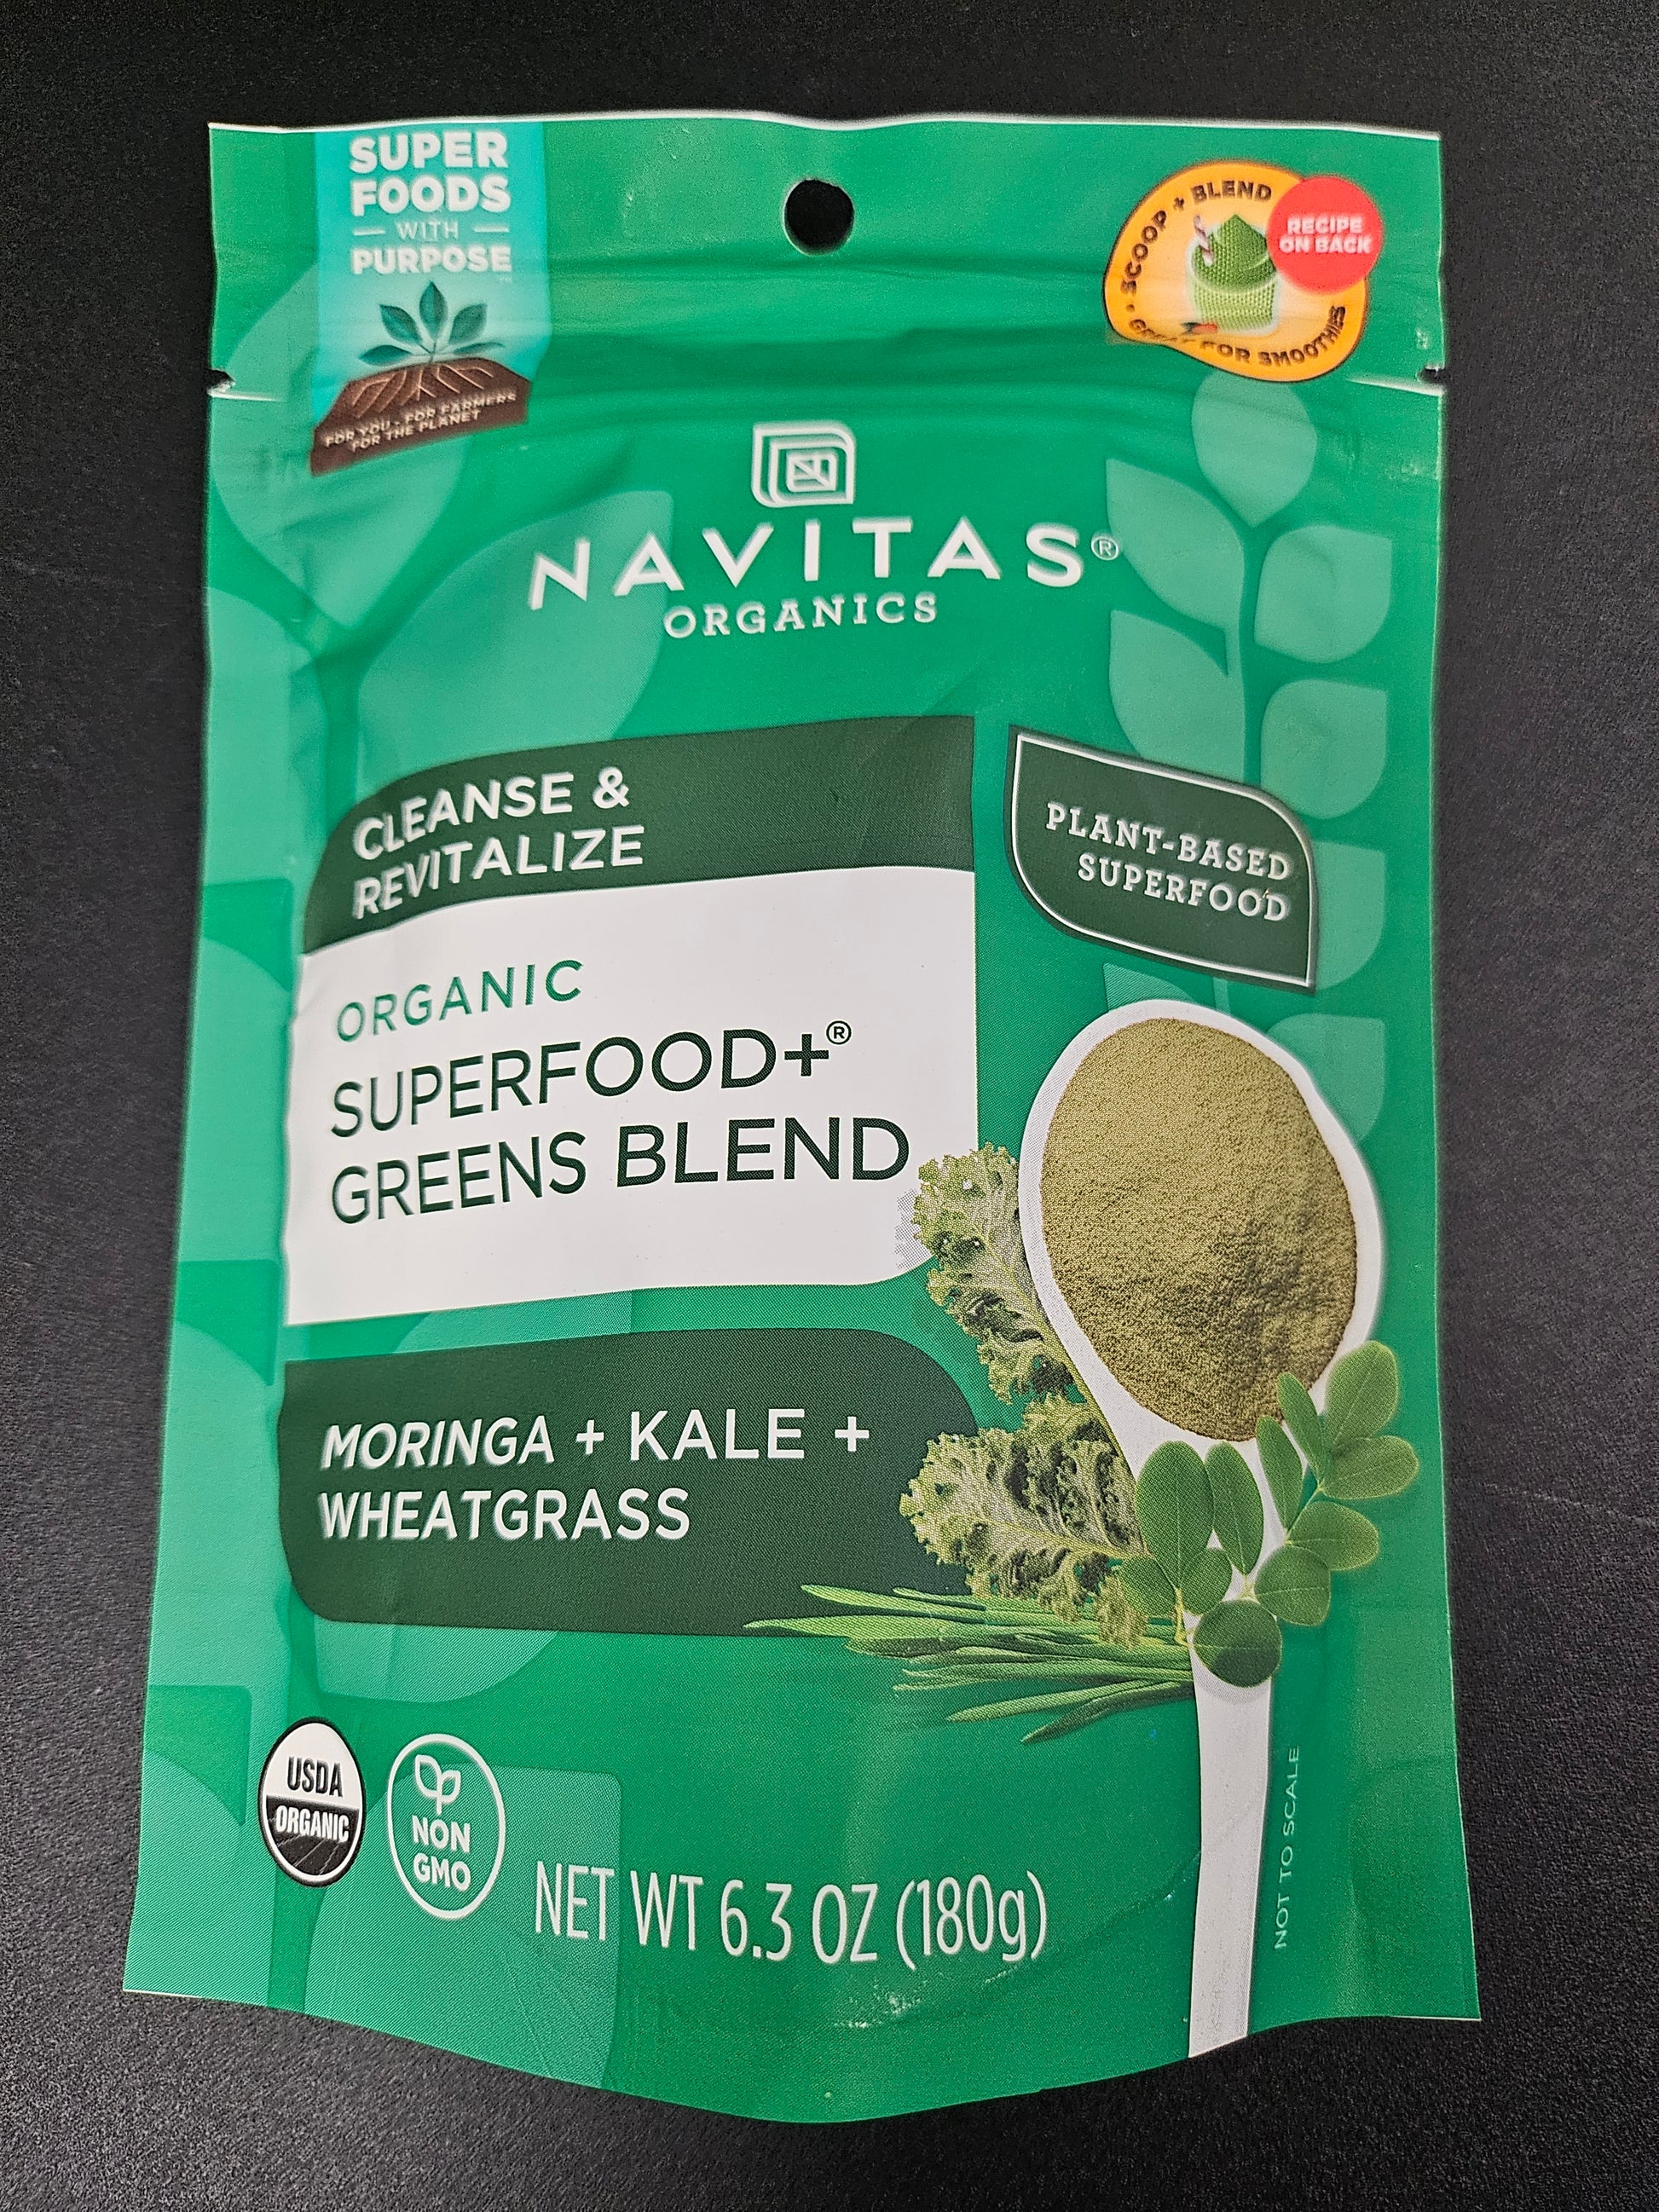 SUPER
FOODS
— WITH —
PURPOSE™
FOR YOU • FOR FARMERS
FOR THE PLANET
• SCOOP + BLEND
• GREAT FOR SMOOTHIES
RECIPE
ON BACK
NAVITAS®
ORGANICS
CLEANSE &
REVITALIZE
PLANT-BASED
SUPERFOOD
ORGANIC
SUPERFOOD+®
GREENS BLEND
MORINGA + KALE +
WHEATGRASS
USDA
ORGANIC
NON
GMO
NET WT 6.3 OZ (180g)
NOT TO SCALE